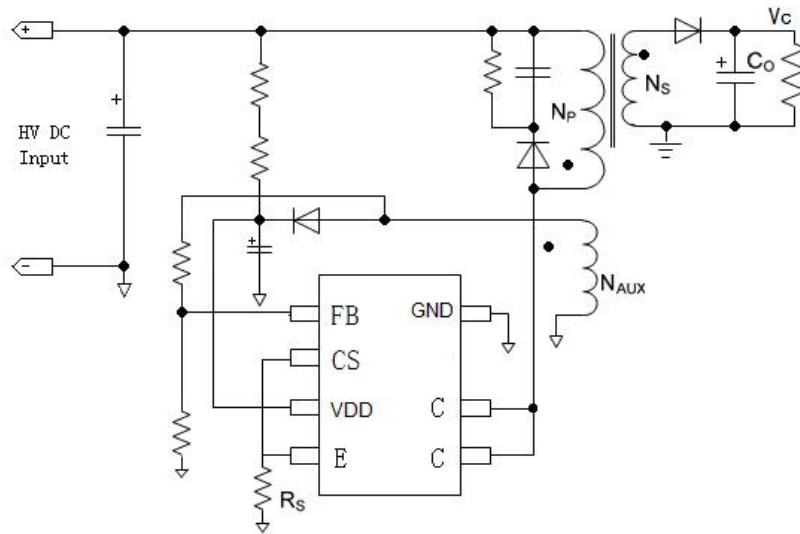 +
Vc
+
+
Co
NP
NS
HV DC
Input
-
+
NAUX
FB
GND
CS
VDD
C
E
C
RS